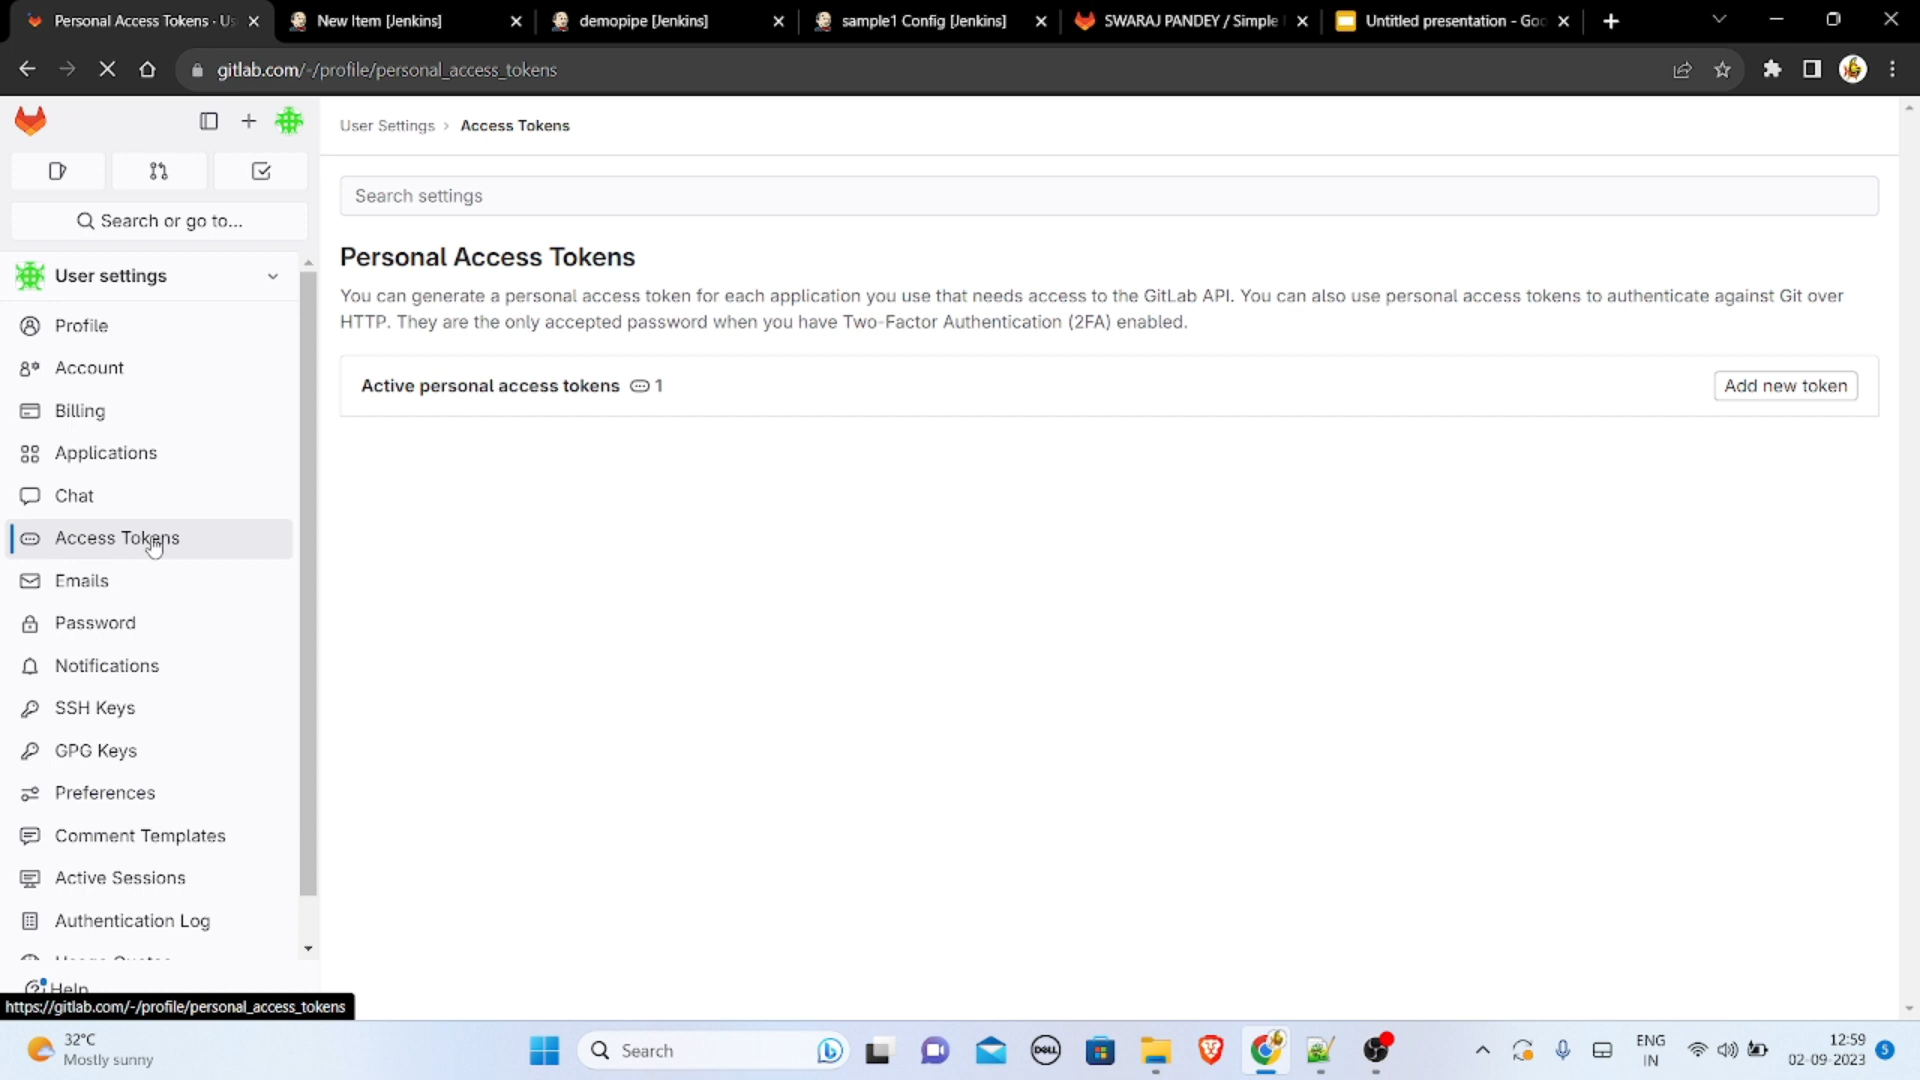 Personal Access Tokens · Us
New Item [Jenkins]
demopipe [Jenkins]
sample1 Config [Jenkins]
SWARAJ PANDEY / Simple
Untitled presentation - Goo
gitlab.com/-/profile/personal_access_tokens
User Settings › Access Tokens
Search or go to...
Search settings
User settings
Profile
Account
Billing
Applications
Chat
Access Tokens
Emails
Password
Notifications
SSH Keys
GPG Keys
Preferences
Comment Templates
Active Sessions
Authentication Log
Help
Personal Access Tokens
You can generate a personal access token for each application you use that needs access to the GitLab API. You can also use personal access tokens to authenticate against Git over
HTTP. They are the only accepted password when you have Two-Factor Authentication (2FA) enabled.
Active personal access tokens 1
Add new token
https://gitlab.com/-/profile/personal_access_tokens
32°C
Mostly sunny
Search
DELL
ENG
IN
12:59
02-09-2023
5